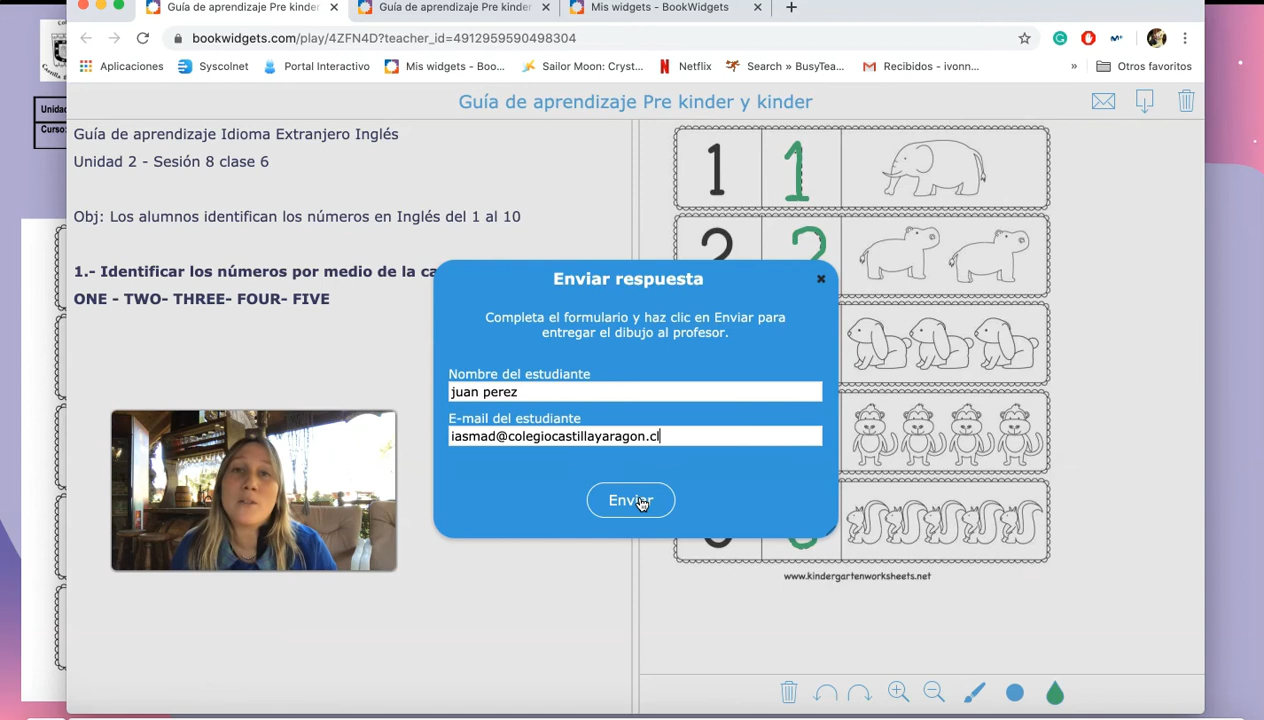 Guía de aprendizaje Pre kinder
Guía de aprendizaje Pre kinder
Mis widgets - BookWidgets
bookwidgets.com/play/4ZFN4D?teacher_id=4912959590498304
Aplicaciones
Syscolnet
Portal Interactivo
Mis widgets - Boo...
Sailor Moon: Cryst...
Netflix
Search » BusyTea...
Recibidos - ivonn...
»
Otros favoritos
Unidad
Curso:
Guía de aprendizaje Pre kinder y kinder
Guía de aprendizaje Idioma Extranjero Inglés
Unidad 2 - Sesión 8 clase 6
Obj: Los alumnos identifican los números en Inglés del 1 al 10
1.- Identificar los números por medio de la ca
ONE - TWO- THREE- FOUR- FIVE
1 1
2 2
Enviar respuesta
Completa el formulario y haz clic en Enviar para
entregar el dibujo al profesor.
Nombre del estudiante
juan perez
E-mail del estudiante
iasmad@colegiocastillayaragon.cl
Enviar
www.kindergartenworksheets.net